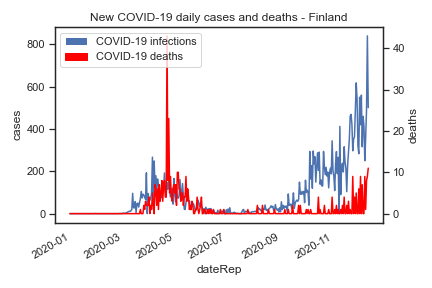 New COVID-19 daily cases and deaths - Finland
COVID-19 infections
COVID-19 deaths
800
600
400
200
0
cases
40
30
20
10
0
deaths
2020-01
2020-03
2020-05
2020-07
2020-09
2020-11
dateRep